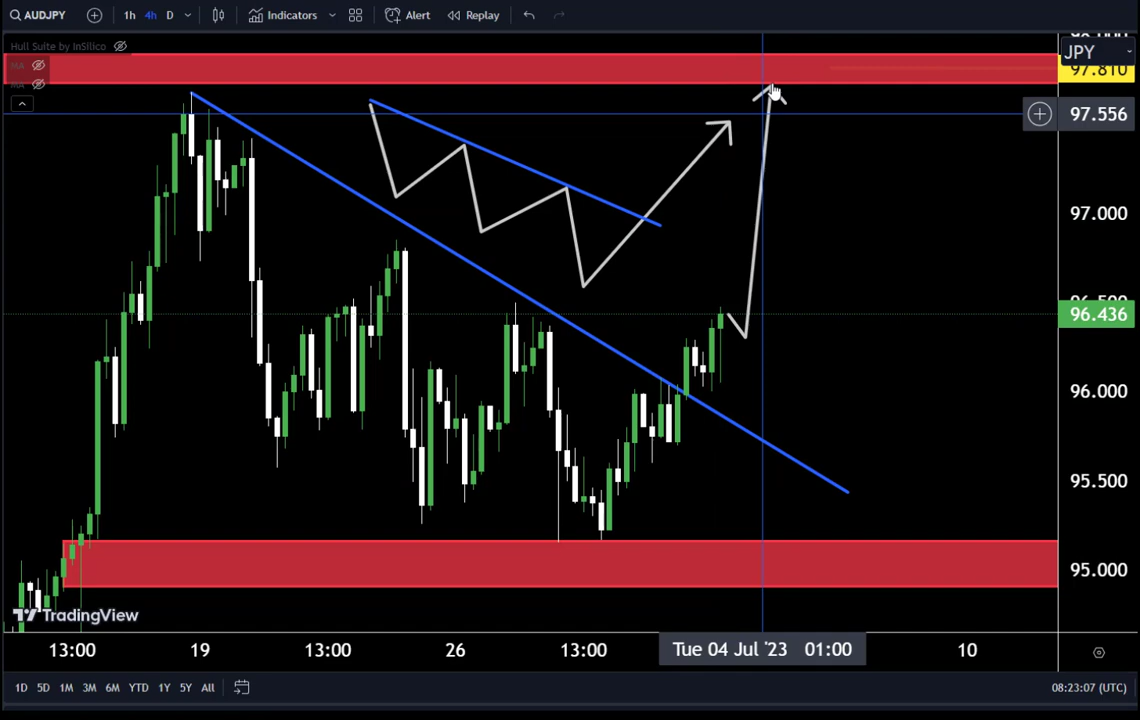 AUDJPY 1h 4h D Indicators Alert Replay
Hull Suite by InSilico
MA
MA
JPY
97.810
97.556
97.000
96.436
96.000
95.500
95.000
TradingView
13:00 19 13:00 26 13:00 Tue 04 Jul '23 01:00 10
1D 5D 1M 3M 6M YTD 1Y 5Y All 08:23:07 (UTC)